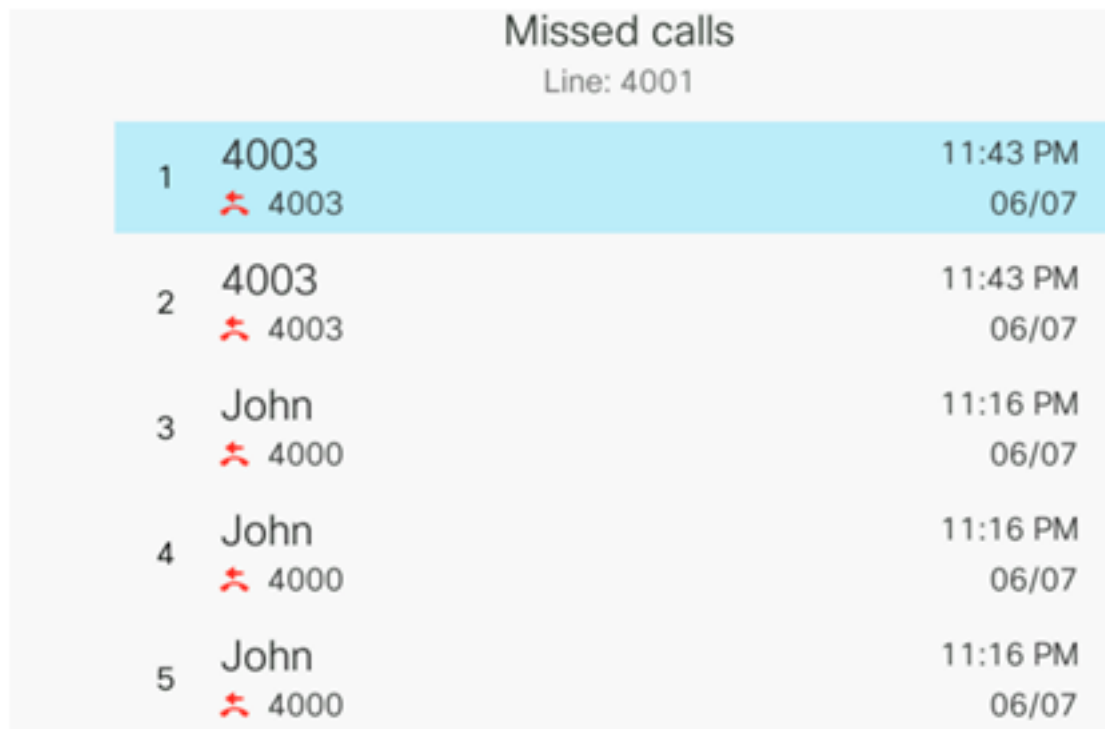 Missed calls
Line: 4001
1 4003 11:43 PM
4003 06/07
2 4003 11:43 PM
4003 06/07
3 John 11:16 PM
4000 06/07
4 John 11:16 PM
4000 06/07
5 John 11:16 PM
4000 06/07